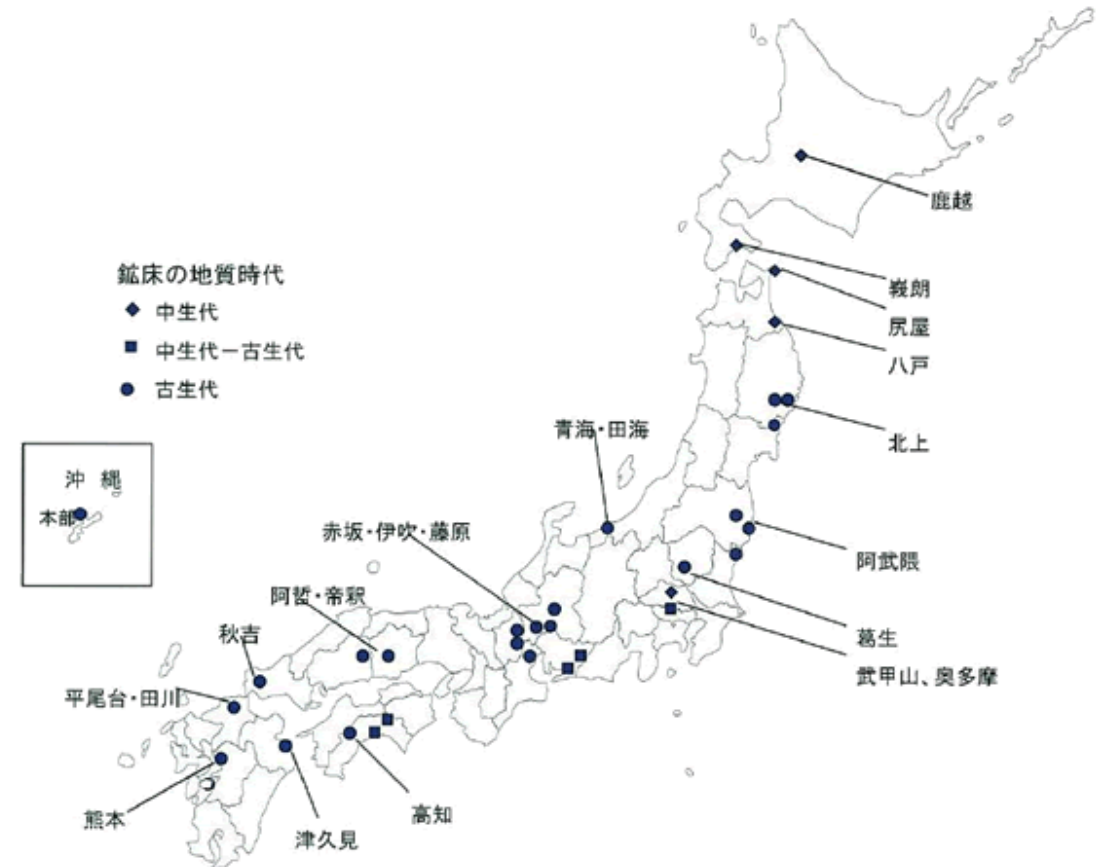 鉱床の地質時代
中生代
中生代－古生代
古生代
沖縄
本部
鹿越
峩朗
尻屋
八戸
北上
青海・田海
赤坂・伊吹・藤原
阿武隈
阿哲・帝釈
葛生
秋吉
武甲山、奥多摩
平尾台・田川
高知
熊本
津久見